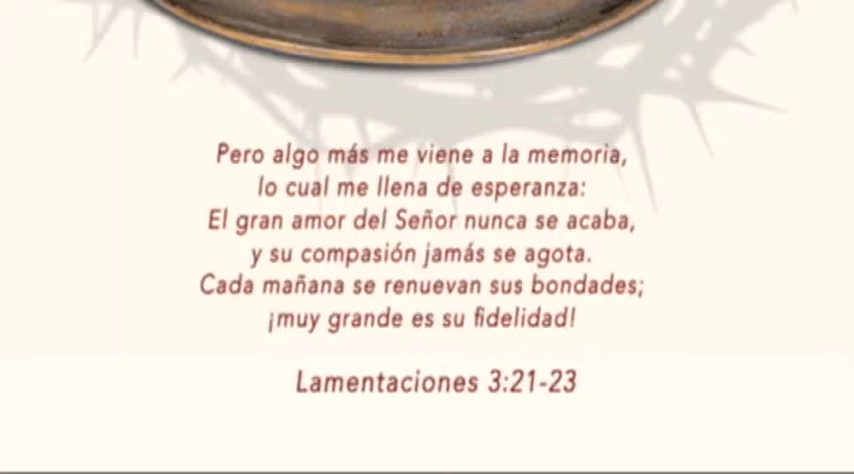 Pero algo más me viene a la memoria,
lo cual me llena de esperanza:
El gran amor del Señor nunca se acaba,
y su compasión jamás se agota.
Cada mañana se renuevan sus bondades;
¡muy grande es su fidelidad!
Lamentaciones 3:21-23